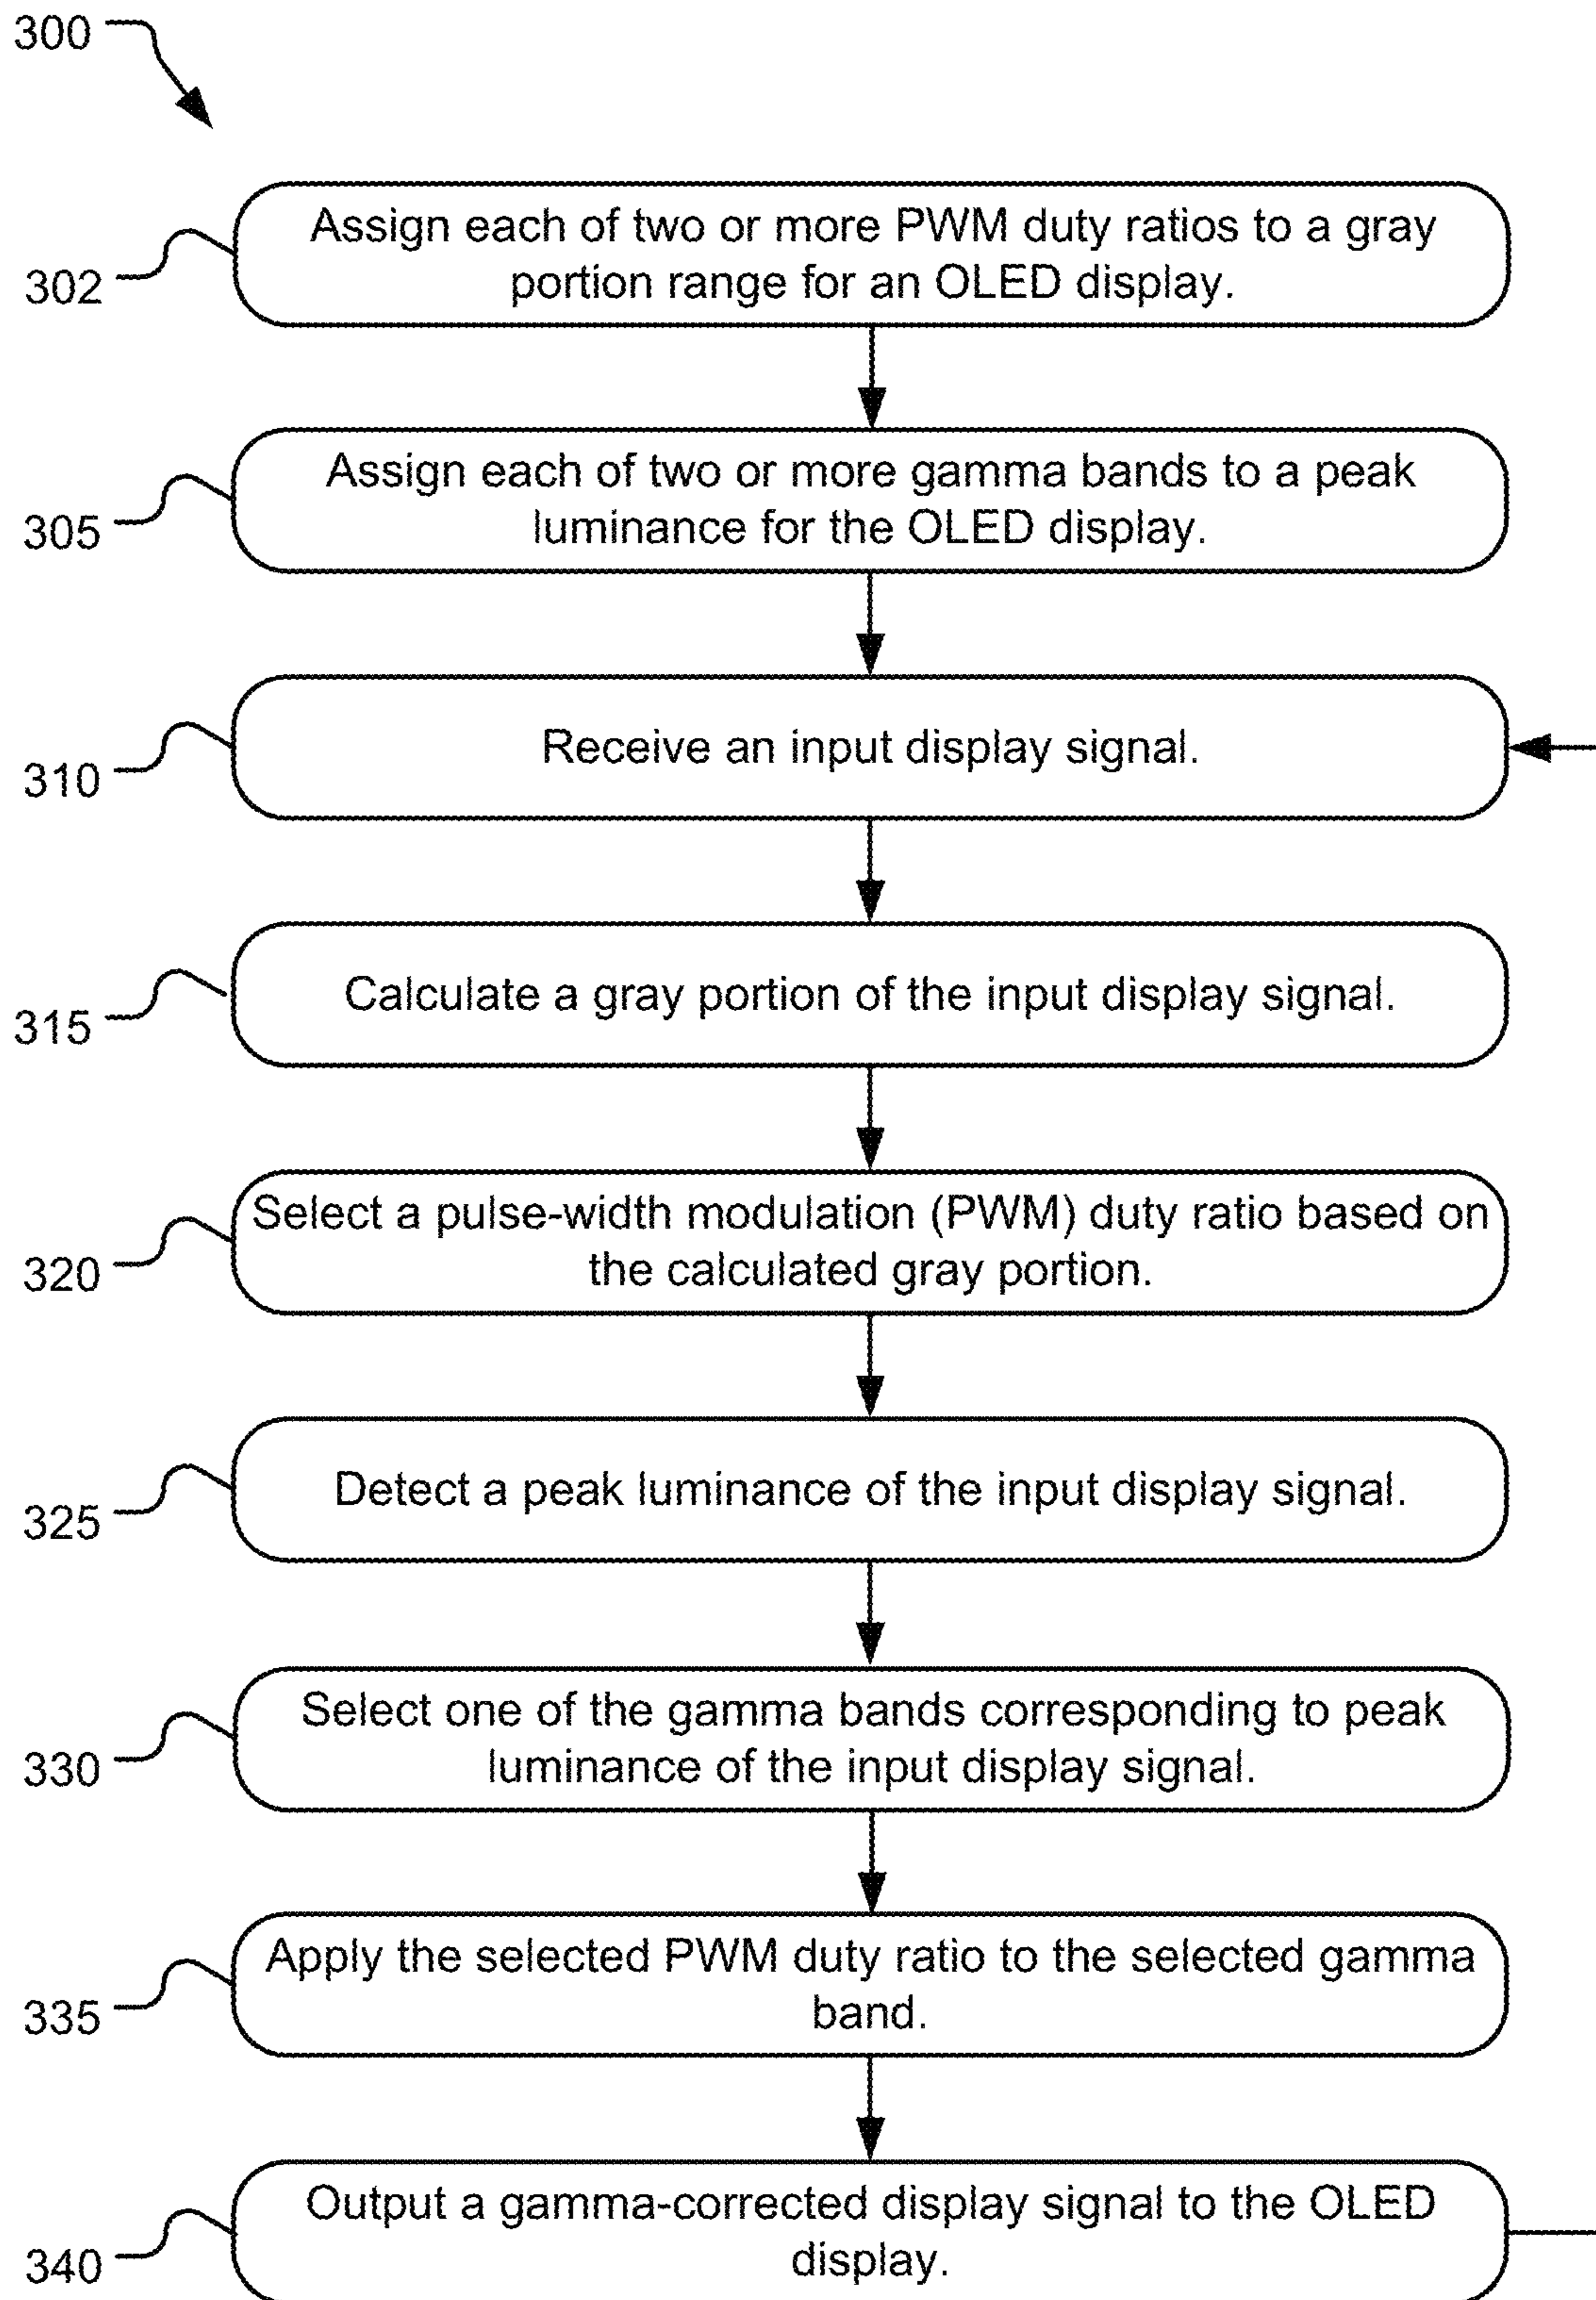 300
302
Assign each of two or more PWM duty ratios to a gray
portion range for an OLED display.
305
Assign each of two or more gamma bands to a peak
luminance for the OLED display.
310
Receive an input display signal.
315
Calculate a gray portion of the input display signal.
320
Select a pulse-width modulation (PWM) duty ratio based on
the calculated gray portion.
325
Detect a peak luminance of the input display signal.
330
Select one of the gamma bands corresponding to peak
luminance of the input display signal.
335
Apply the selected PWM duty ratio to the selected gamma
band.
340
Output a gamma-corrected display signal to the OLED
display.